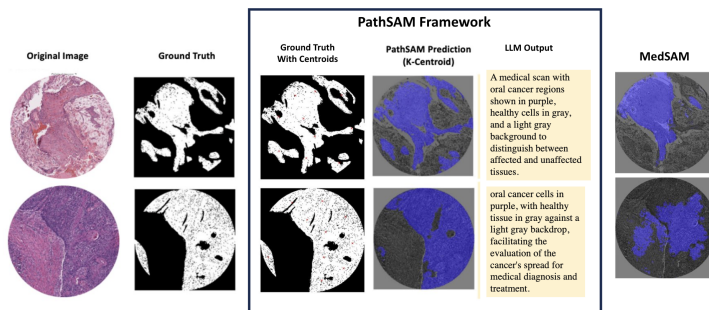 PathSAM Framework
Original Image
Ground Truth
Ground Truth
With Centroids
PathSAM Prediction
(K-Centroid)
LLM Output
MedSAM
A medical scan with
oral cancer regions
shown in purple,
healthy cells in gray,
and a light gray
background to
distinguish between
affected and unaffected
tissues.
oral cancer cells in
purple, with healthy
tissue in gray against a
light gray backdrop,
facilitating the
evaluation of the
cancer's spread for
medical diagnosis and
treatment.